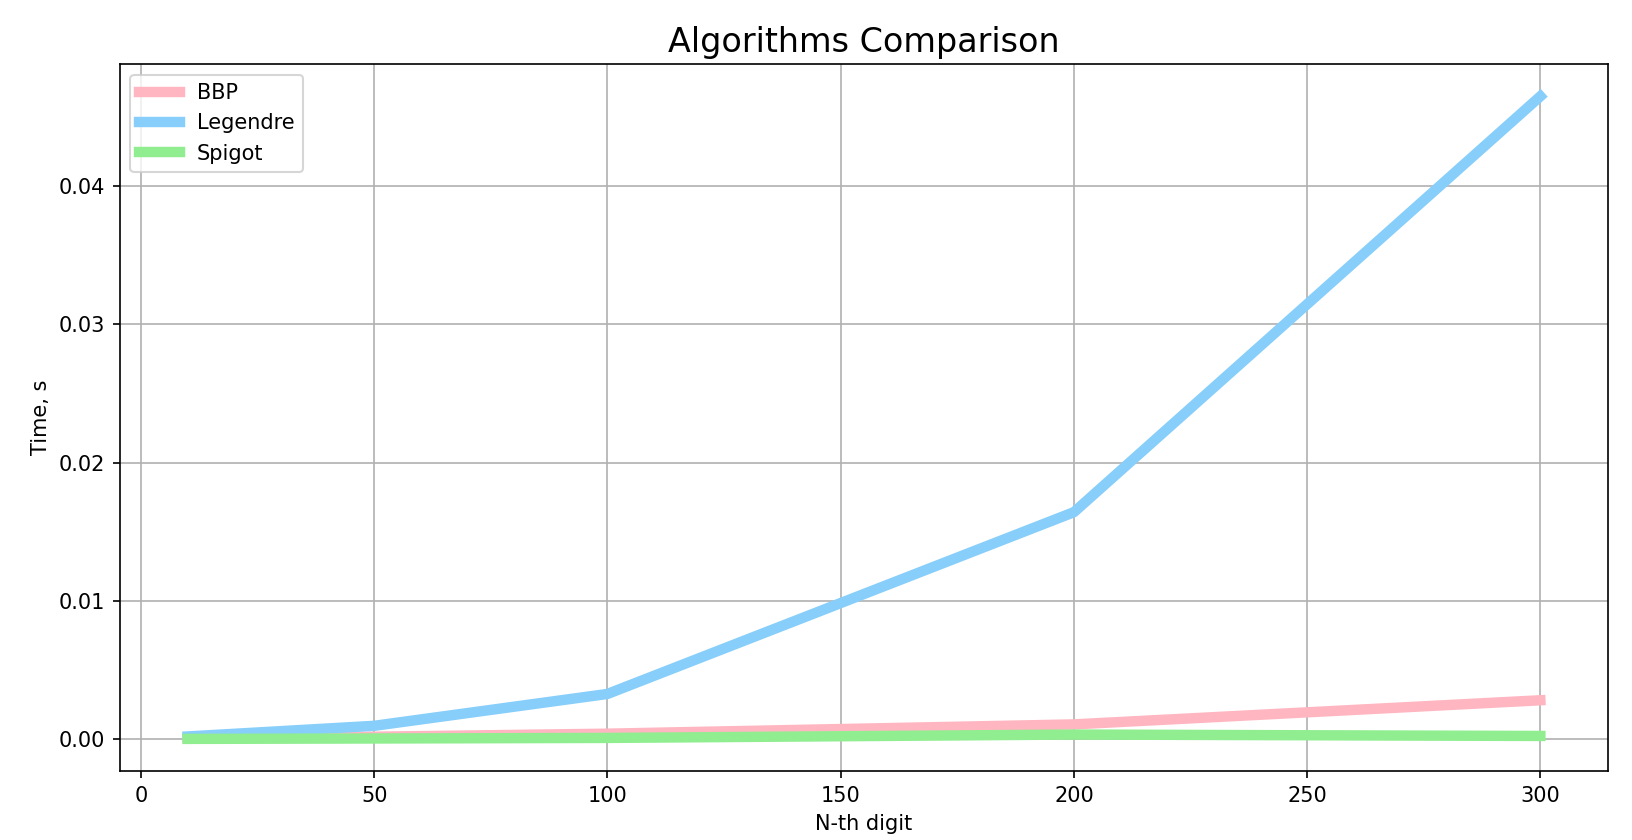 Algorithms Comparison
BBP
Legendre
Spigot
0.04
0.03
0.02
0.01
0.00
Time, s
0 50 100 150 200 250 300
N-th digit